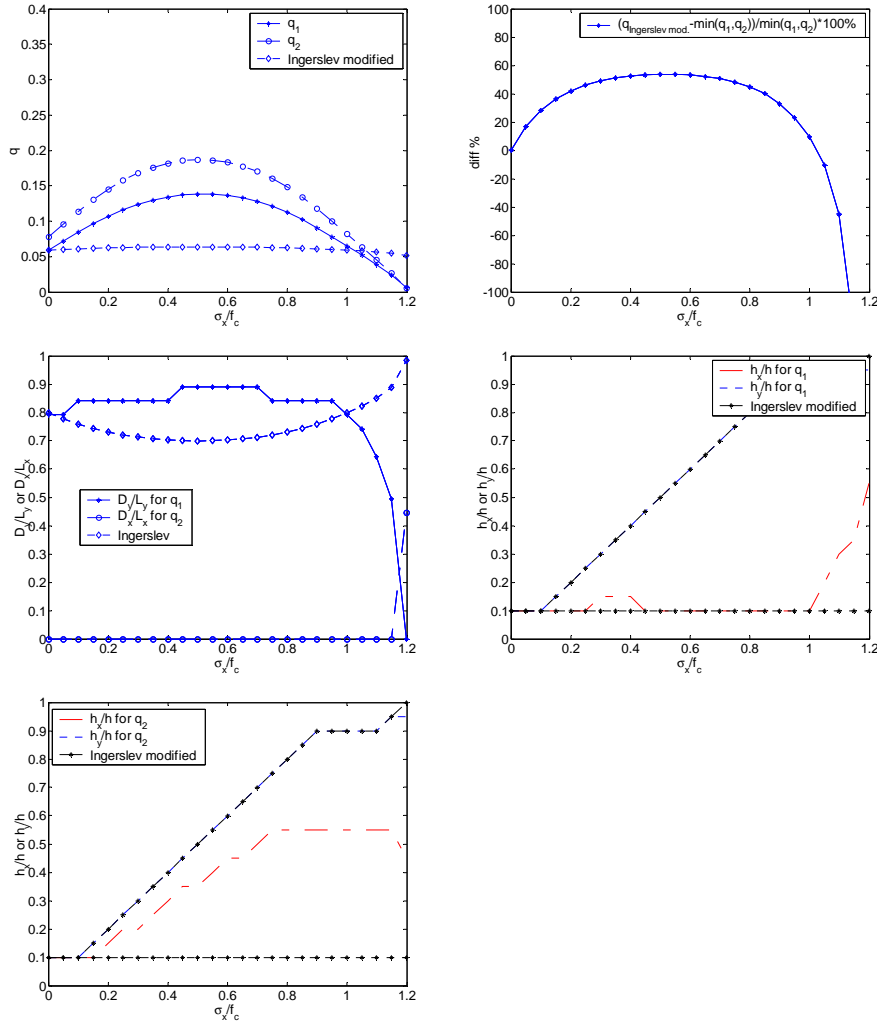 0.4
0.35
0.3
0.25
0.2
0.15
0.1
0.05
0
q
q1
q2
Ingerslev modified
0 0.2 0.4 0.6 0.8 1 1.2
σx/fc
100
80
60
40
20
0
-20
-40
-60
-80
-100
diff %
(qIngerslev mod.-min(q1,q2))/min(q1,q2)*100%
0 0.2 0.4 0.6 0.8 1 1.2
σx/fc
1
0.9
0.8
0.7
0.6
0.5
0.4
0.3
0.2
0.1
0
Dy/Ly or Dx/Lx
Dy/Ly for q1
Dx/Lx for q2
Ingerslev
0 0.2 0.4 0.6 0.8 1 1.2
σx/fc
1
0.9
0.8
0.7
0.6
0.5
0.4
0.3
0.2
0.1
0
hx/h or hy/h
hx/h for q1
hy/h for q1
Ingerslev modified
0 0.2 0.4 0.6 0.8 1 1.2
σx/fc
1
0.9
0.8
0.7
0.6
0.5
0.4
0.3
0.2
0.1
0
hx/h or hy/h
hx/h for q2
hy/h for q2
Ingerslev modified
0 0.2 0.4 0.6 0.8 1 1.2
σx/fc